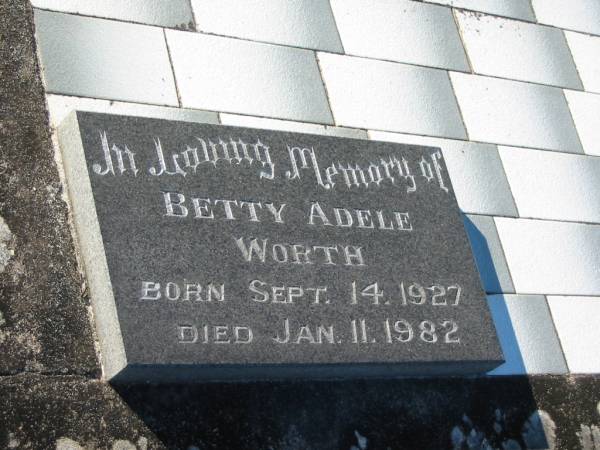 In Loving Memory of
BETTY ADELE
WORTH
BORN SEPT. 14. 1927
DIED JAN. 11. 1982